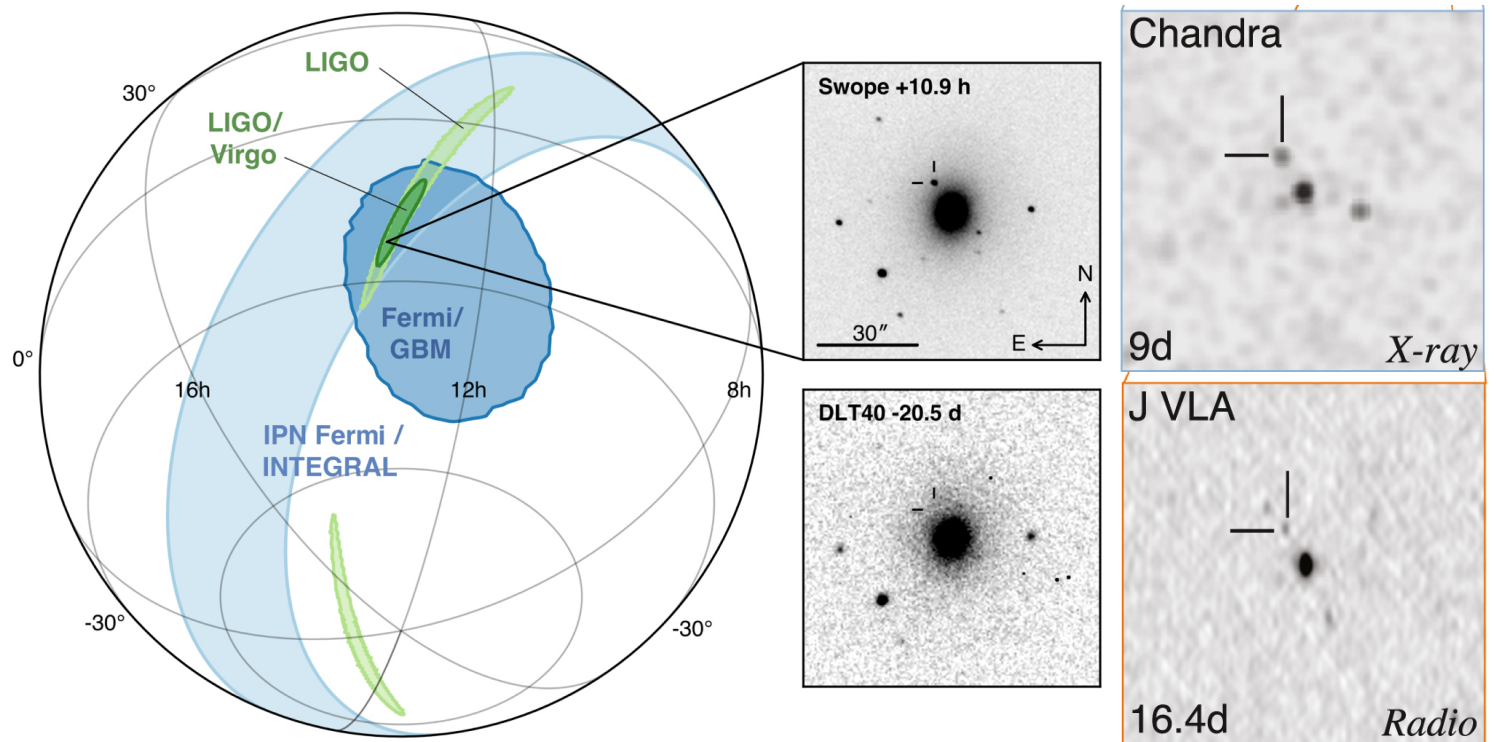 LIGO
30°
LIGO/
Virgo
Fermi/
GBM
0°
16h
12h
8h
IPN Fermi /
INTEGRAL
-30°
-30°
Swope +10.9 h
N
30″
E
DLT40 -20.5 d
Chandra
9d
X-ray
J VLA
16.4d
Radio